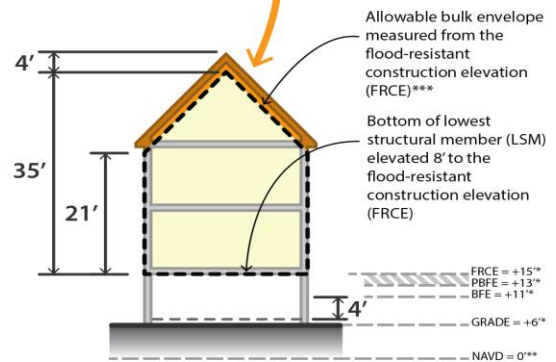 Allowable bulk envelope
measured from the
flood-resistant
construction elevation
(FRCE)***
Bottom of lowest
structural member (LSM)
elevated 8' to the
flood-resistant
construction elevation
(FRCE)
4'
35'
21'
4'
FRCE = +15'*
PBFE = +13'*
BFE = +11'*
GRADE = +6'*
NAVD = 0'**